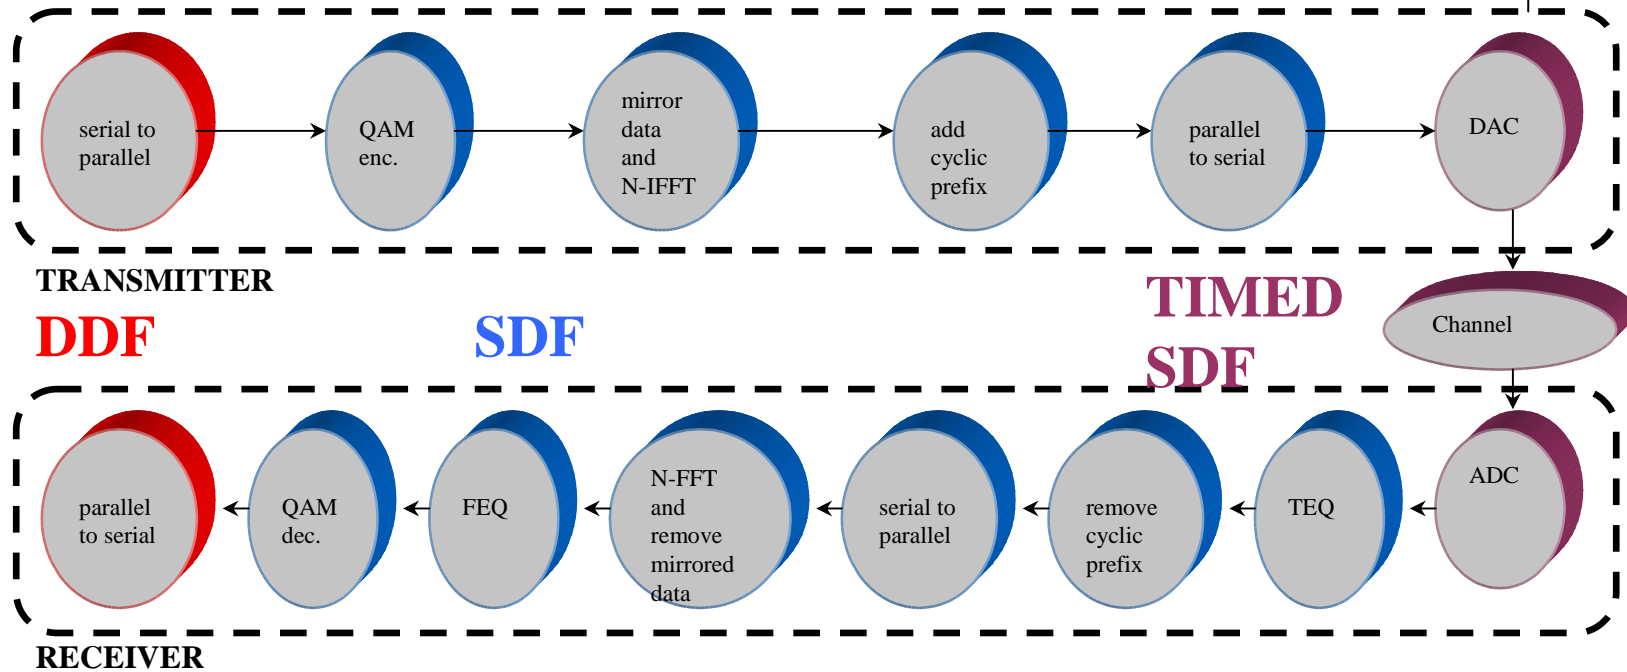 serial to
parallel
QAM
enc.
mirror
data
and
N-IFFT
add
cyclic
prefix
parallel
to serial
DAC
TRANSMITTER
DDF
SDF
TIMED
SDF
Channel
parallel
to serial
QAM
dec.
FEQ
N-FFT
and
remove
mirrored
data
serial to
parallel
remove
cyclic
prefix
TEQ
ADC
RECEIVER